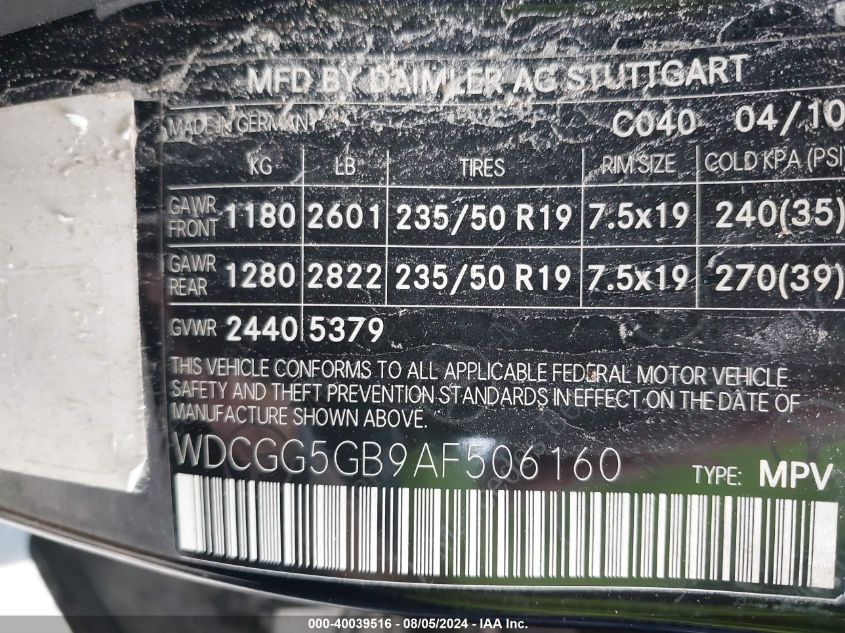 MFD BY DAIMLER AG STUTTGART
MADE IN GERMANY C040 04/10
KG LB TIRES RIM SIZE COLD KPA (PSI)
GAWR FRONT 1180 2601 235/50 R19 7.5x19 240(35)
GAWR REAR 1280 2822 235/50 R19 7.5x19 270(39)
GVWR 2440 5379
THIS VEHICLE CONFORMS TO ALL APPLICABLE FEDERAL MOTOR VEHICLE
SAFETY AND THEFT PREVENTION STANDARDS IN EFFECT ON THE DATE OF
MANUFACTURE SHOWN ABOVE.
WDCGG5GB9AF506160 TYPE: MPV
000-40039516 - 08/05/2024 - IAA Inc.